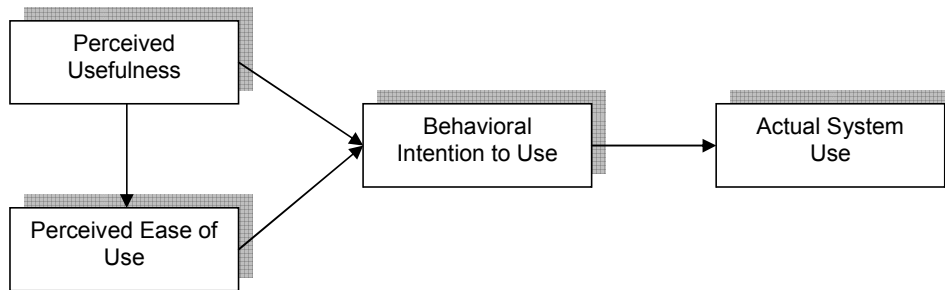 Perceived
Usefulness
Behavioral
Intention to Use
Actual System
Use
Perceived Ease of
Use